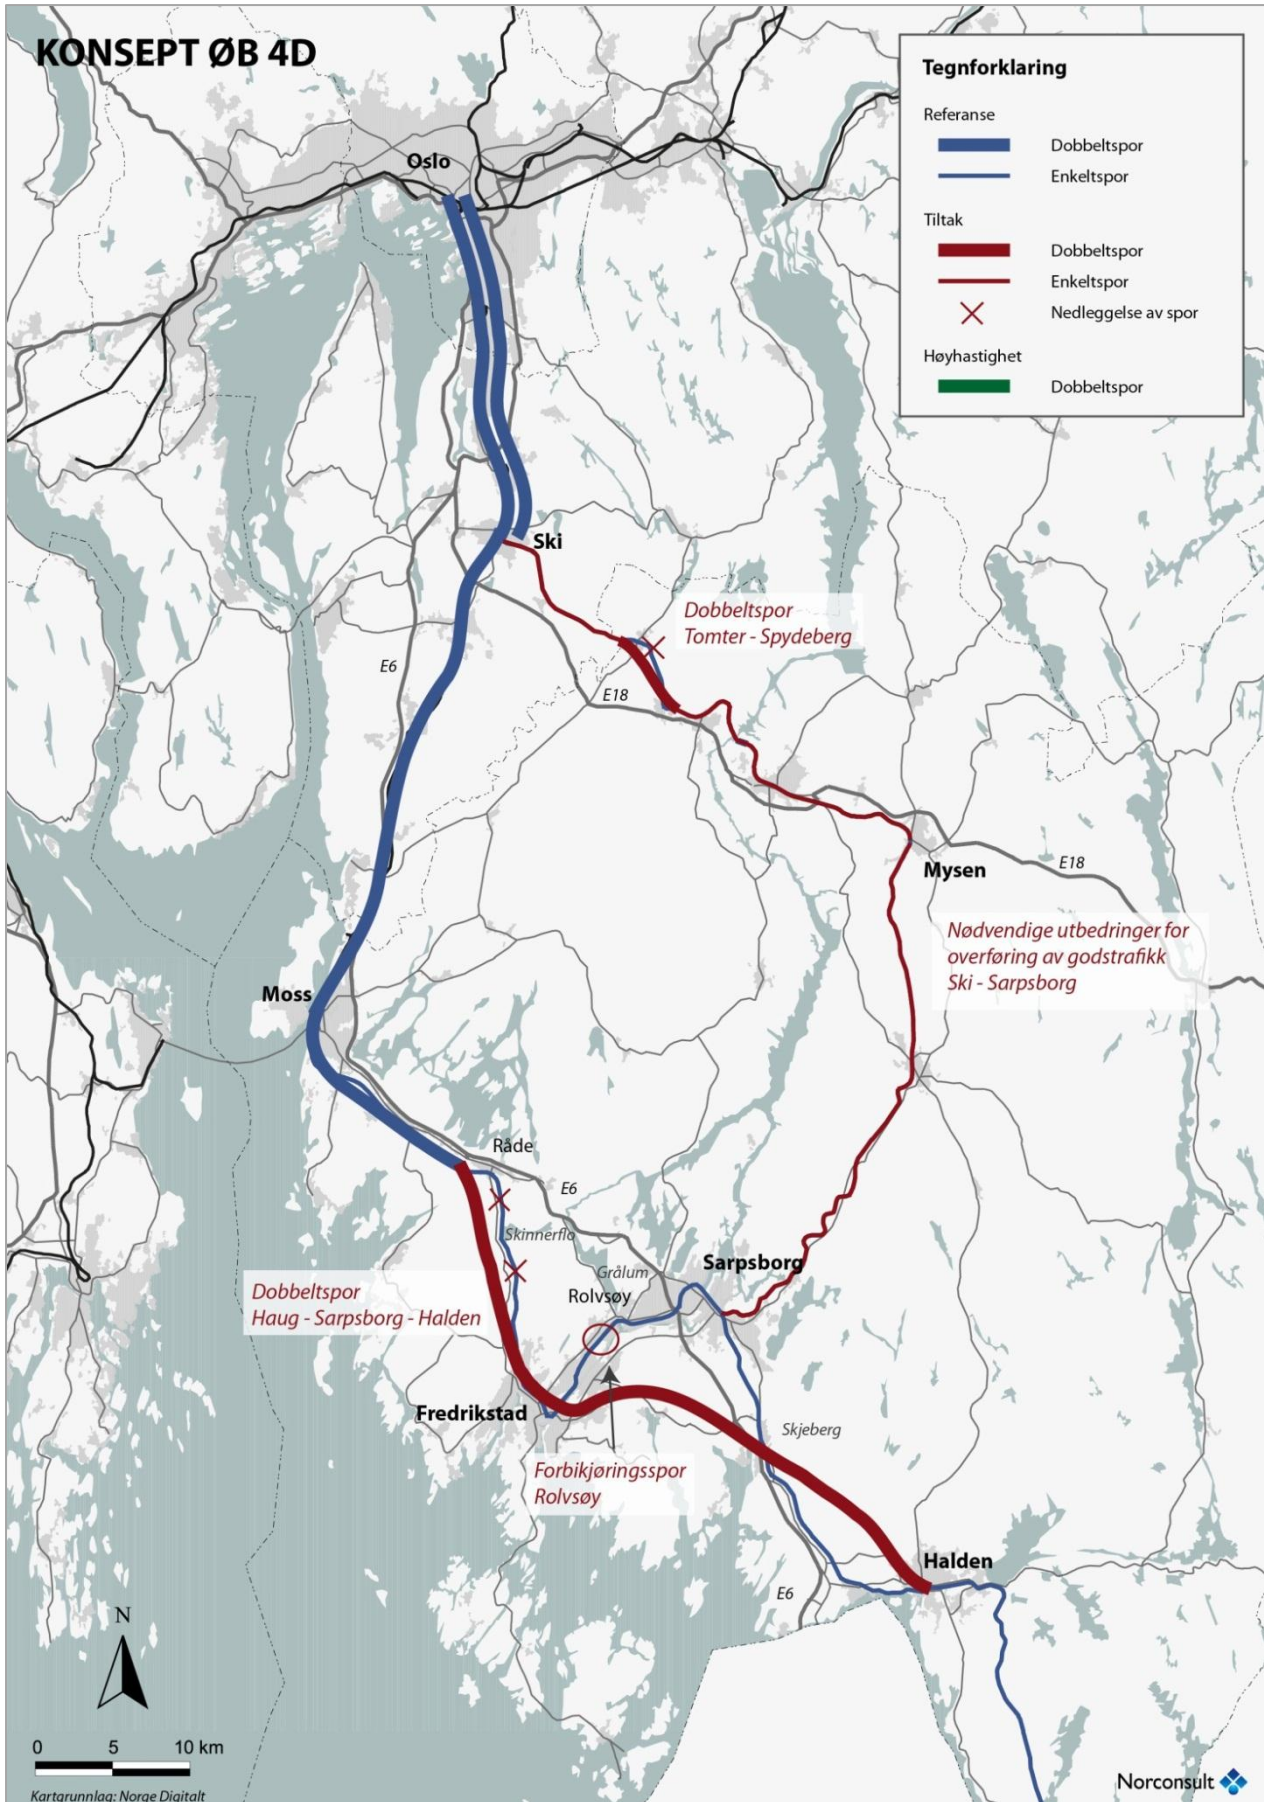 KONSEPT ØB 4D
Tegnforklaring
Referanse
Dobbeltspor
Enkeltspor
Tiltak
Dobbeltspor
Enkeltspor
Nedleggelse av spor
Høyhastighet
Dobbeltspor
Oslo
Ski
Dobbeltspor
Tomter - Spydeberg
E6
E18
Mysen
E18
Nødvendige utbedringer for
overføring av godstrafikk
Ski - Sarpsborg
Moss
Råde
E6
Skinnerflo
Sarpsborg
Grålum
Rolvsøy
Dobbeltspor
Haug - Sarpsborg - Halden
Fredrikstad
Skjeberg
Forbikjøringsspor
Rolvsøy
Halden
E6
N
0 5 10 km
Kartgrunnlag: Norge Digitalt
Norconsult